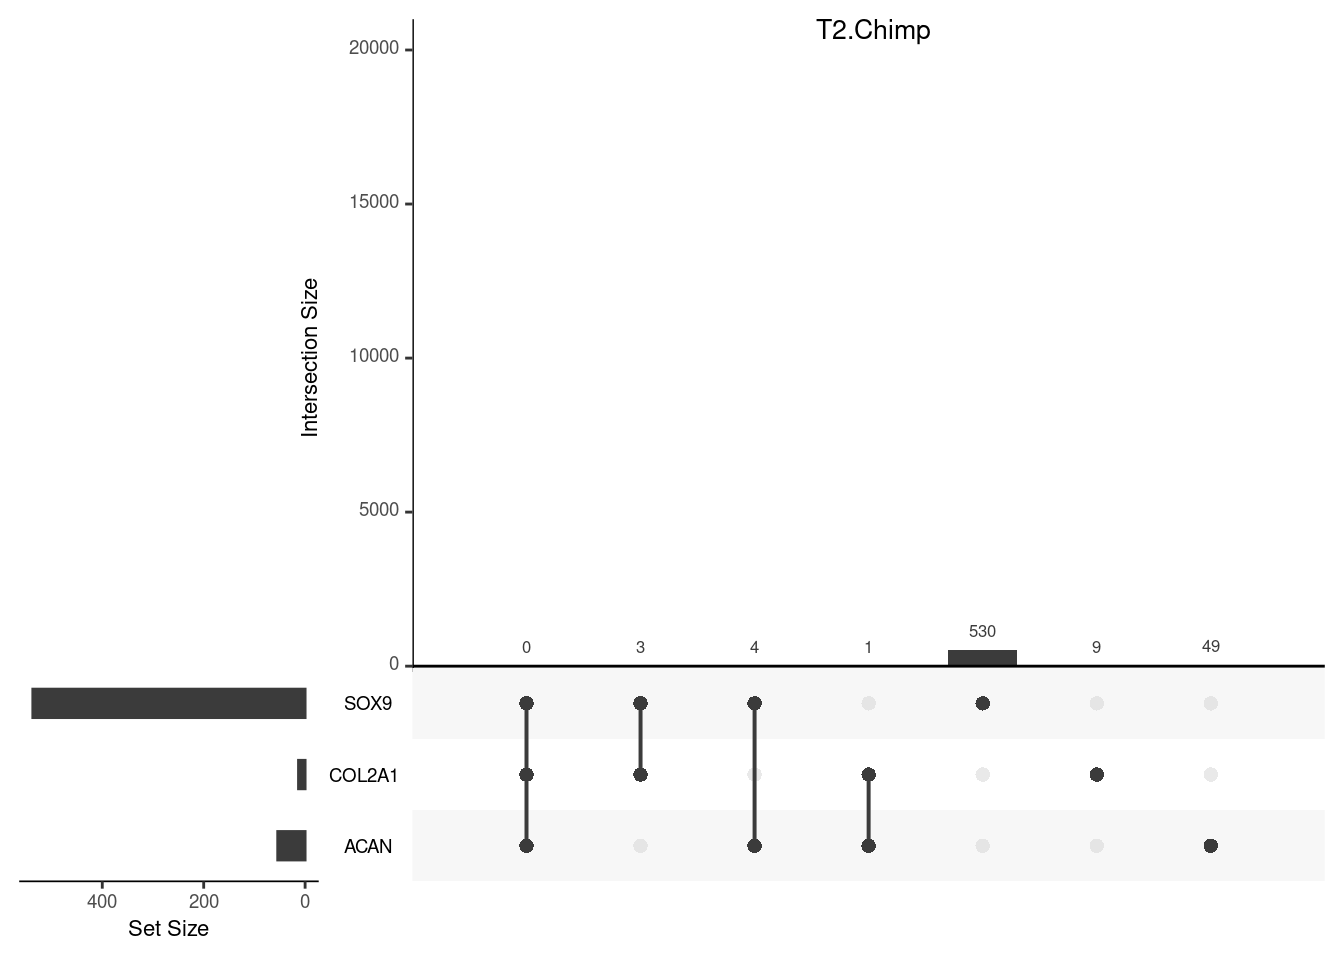 T2.Chimp
20000
15000
10000
5000
0
Intersection Size
0 3 4 1 530 9 49
SOX9
COL2A1
ACAN
400 200 0
Set Size